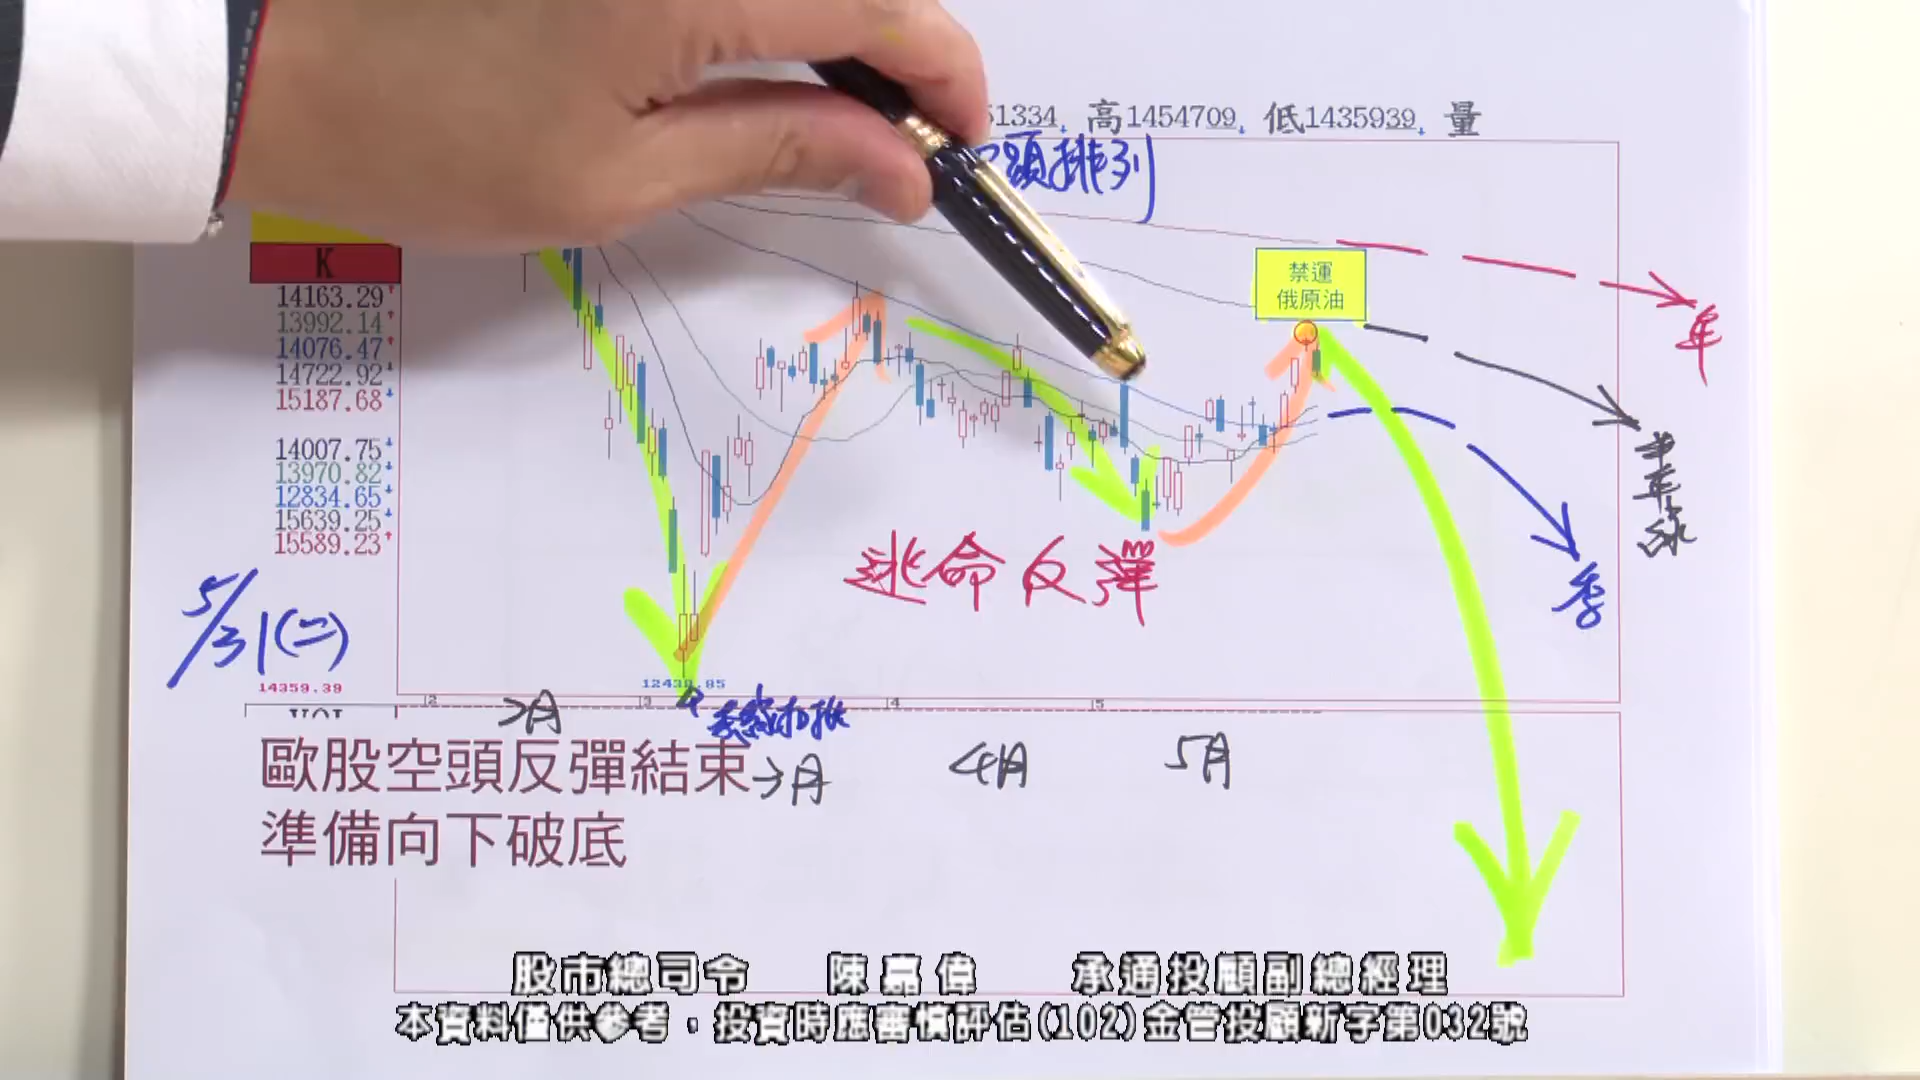 51334 高1454709 低1435939 量
頭排列
K
14163.29
13992.14
14076.47
14722.92
15187.68
14007.75
13970.82
12834.65
15639.25
15589.23
禁運
俄原油
年
半年線
季
逃命反彈
5/31(二)
14359.39
12438.85
2 3 4 5
VOL
2月
3月
4月
5月
歐股空頭反彈結束
準備向下破底
股市總司令 陳嘉偉 承通投顧副總經理
本資料僅供參考，投資時應審慎評估(102)金管投顧新字第032號